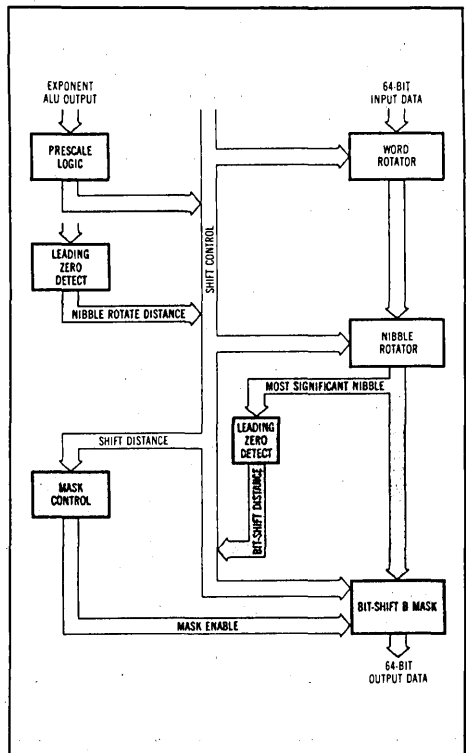 EXPONENT
ALU OUTPUT
64-BIT
INPUT DATA
PRESCALE
LOGIC
WORD
ROTATOR
SHIFT CONTROL
LEADING
ZERO
DETECT
NIBBLE ROTATE DISTANCE
NIBBLE
ROTATOR
MOST SIGNIFICANT NIBBLE
LEADING
ZERO
DETECT
SHIFT DISTANCE
MASK
CONTROL
BIT-SHIFT DISTANCE
BIT-SHIFT B MASK
MASK ENABLE
64-BIT
OUTPUT DATA